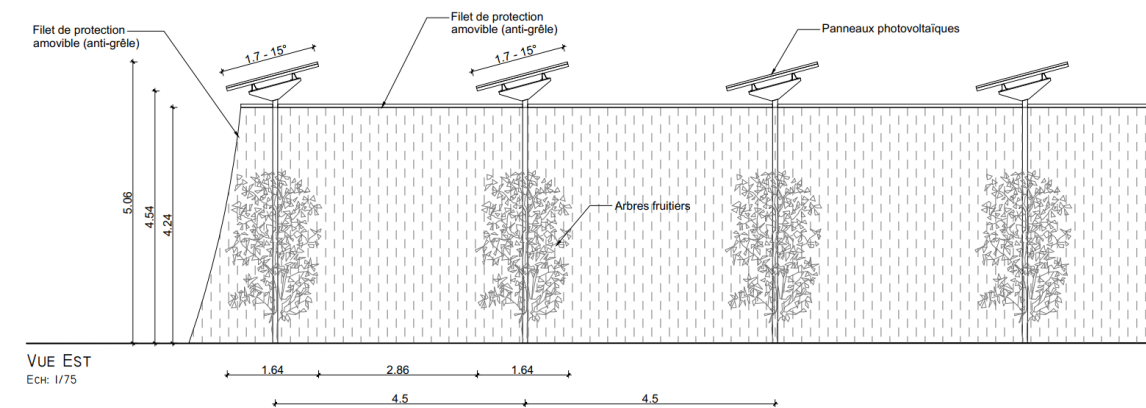 Filet de protection
amovible (anti-grêle)
Filet de protection
amovible (anti-grêle)
Panneaux photovoltaïques
1.7 - 15°
1.7 - 15°
5.06
4.54
4.24
Arbres fruitiers
VUE EST
ECH: 1/75
1.64
2.86
1.64
4.5
4.5